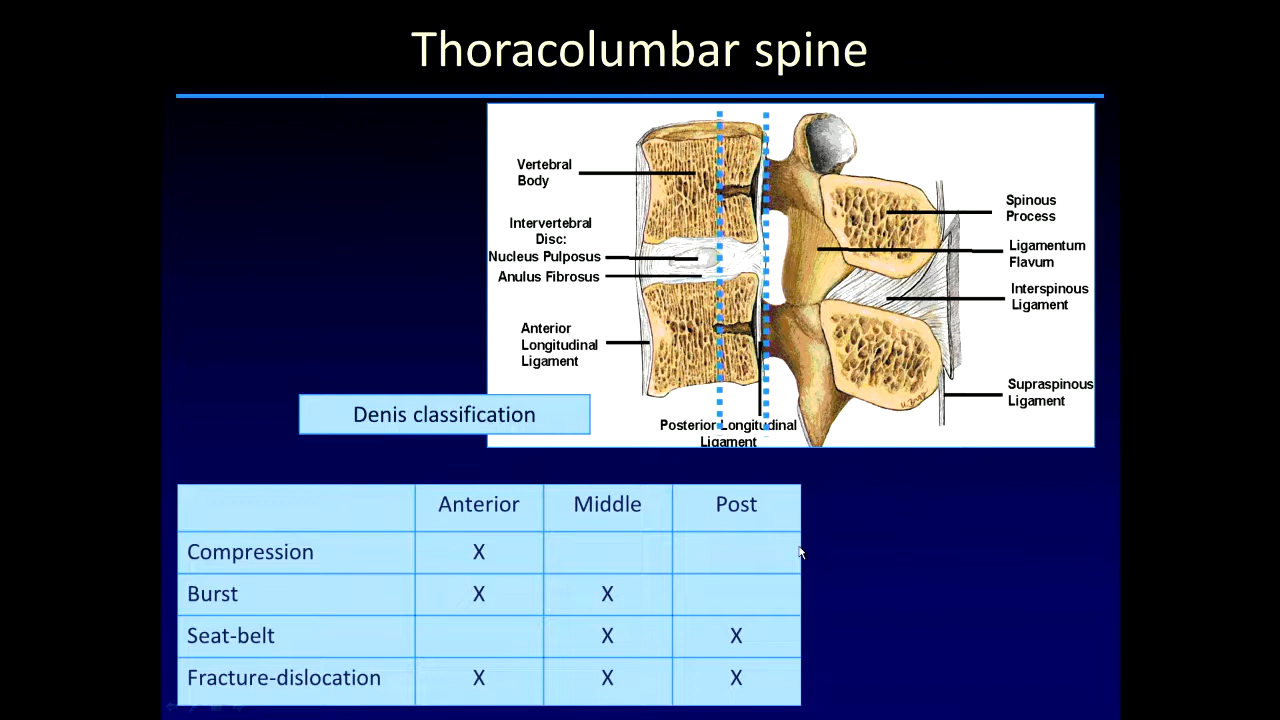 Thoracolumbar spine
Vertebral
Body
Intervertebral
Disc:
Nucleus Pulposus
Anulus Fibrosus
Anterior
Longitudinal
Ligament
Posterior Longitudinal
Ligament
Spinous
Process
Ligamentum
Flavum
Interspinous
Ligament
Supraspinous
Ligament
Denis classification
Anterior Middle Post
Compression X
Burst X X
Seat-belt X X
Fracture-dislocation X X X